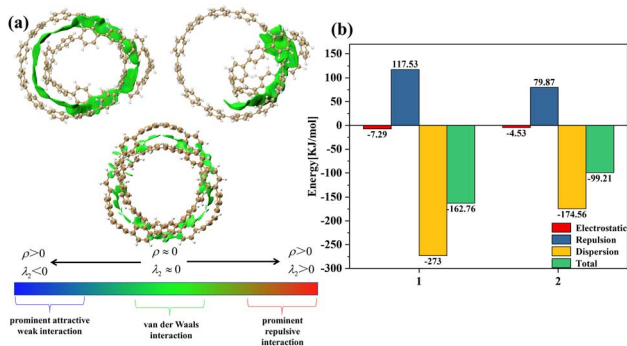 (a)
ρ>0
ρ≈0
ρ>0
λ₂<0
λ₂≈0
λ₂>0
prominent attractive
weak interaction
van der Waals
interaction
prominent
repulsive
interaction
(b)
Energy[KJ/mol]
150
100
50
0
-50
-100
-150
-200
-250
-300
117.53
79.87
-7.29
-4.53
-162.76
-99.21
-174.56
-273
Electrostatic
Repulsion
Dispersion
Total
1
2